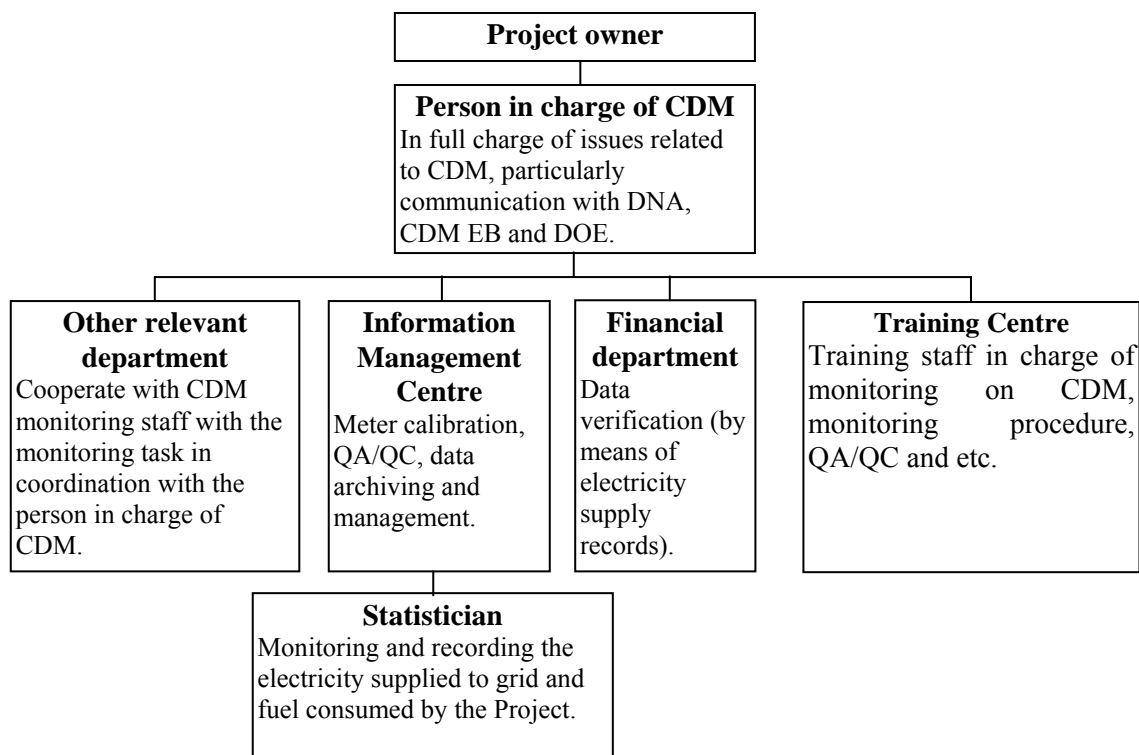 Project owner
Person in charge of CDM
In full charge of issues related
to CDM, particularly
communication with DNA,
CDM EB and DOE.
Other relevant
department
Cooperate with CDM
monitoring staff with the
monitoring task in
coordination with the
person in charge of
CDM.
Information
Management
Centre
Meter calibration,
QA/QC, data
archiving and
management.
Financial
department
Data
verification (by
means of
electricity
supply
records).
Training Centre
Training staff in charge of
monitoring on CDM,
monitoring procedure,
QA/QC and etc.
Statistician
Monitoring and recording the
electricity supplied to grid and
fuel consumed by the Project.